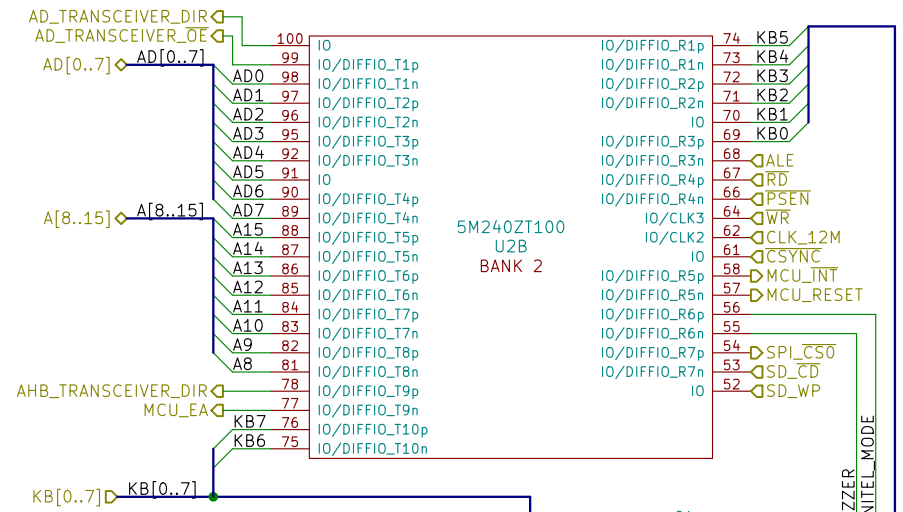 AD_TRANSCEIVER_DIR
AD_TRANSCEIVER_OE
AD[0..7] AD[0..7]
100 IO IO/DIFFIO_R1p 74 KB5
99 IO/DIFFIO_T1p IO/DIFFIO_R1n 73 KB4
AD0 98 IO/DIFFIO_T1n IO/DIFFIO_R2p 72 KB3
AD1 97 IO/DIFFIO_T2p IO/DIFFIO_R2n 71 KB2
AD2 96 IO/DIFFIO_T2n IO 70 KB1
AD3 95 IO/DIFFIO_T3p IO/DIFFIO_R3p 69 KB0
AD4 92 IO/DIFFIO_T3n IO/DIFFIO_R3n 68 ALE
AD5 91 IO IO/DIFFIO_R4p 67 RD
AD6 90 IO/DIFFIO_T4p IO/DIFFIO_R4n 66 PSEN
A[8..15] A[8..15]
AD7 89 IO/DIFFIO_T4n IO/CLK3 64 WR
A15 88 IO/DIFFIO_T5p IO/CLK2 62 CLK_12M
A14 87 IO/DIFFIO_T5n IO 61 CSYNC
A13 86 IO/DIFFIO_T6p IO/DIFFIO_R5p 58 MCU_INT
A12 85 IO/DIFFIO_T6n IO/DIFFIO_R5n 57 MCU_RESET
A11 84 IO/DIFFIO_T7p IO/DIFFIO_R6p 56
A10 83 IO/DIFFIO_T7n IO/DIFFIO_R6n 55
A9 82 IO/DIFFIO_T8p IO/DIFFIO_R7p 54 SPI_CS0
A8 81 IO/DIFFIO_T8n IO/DIFFIO_R7n 53 SD_CD
AHB_TRANSCEIVER_DIR 78 IO/DIFFIO_T9p IO 52 SD_WP
MCU_EA 77 IO/DIFFIO_T9n
KB7 76 IO/DIFFIO_T10p
KB6 75 IO/DIFFIO_T10n
5M240ZT100
U2B
BANK 2
KB[0..7] KB[0..7]
ZZER
NITEL_MODE